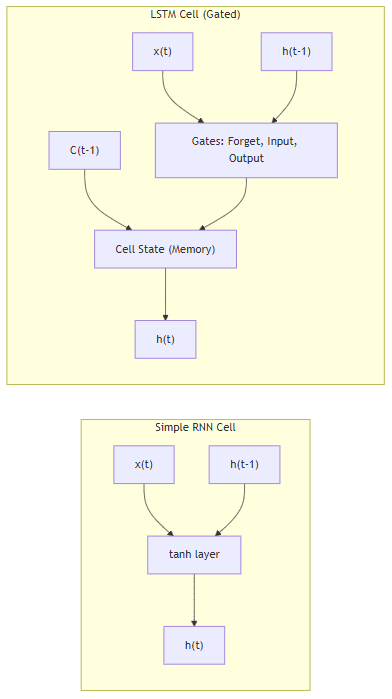 LSTM Cell (Gated)
x(t)
h(t-1)
C(t-1)
Gates: Forget, Input,
Output
Cell State (Memory)
h(t)
Simple RNN Cell
x(t)
h(t-1)
tanh layer
h(t)